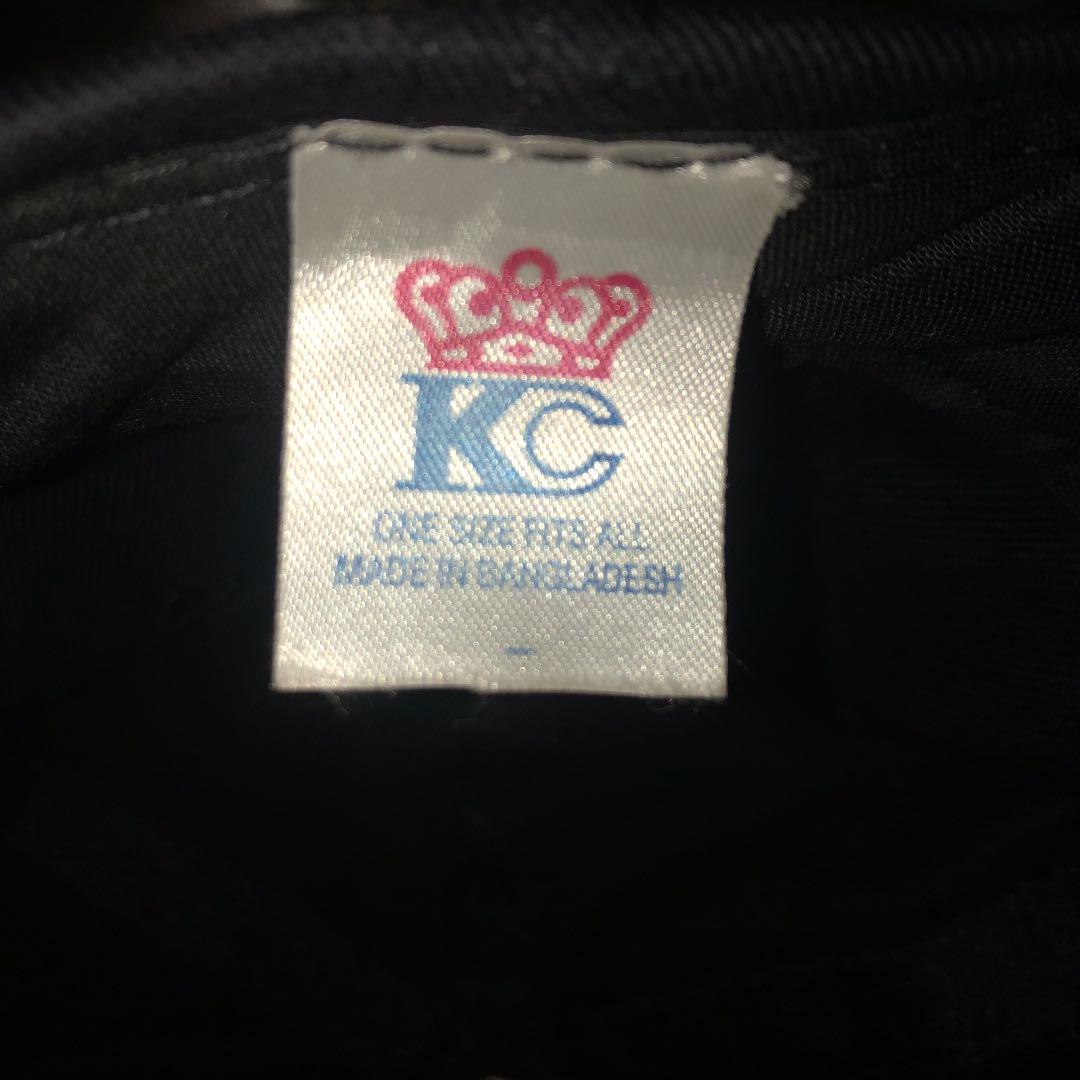 KC
ONE SIZE FITS ALL
MADE IN BANGLADESH
-